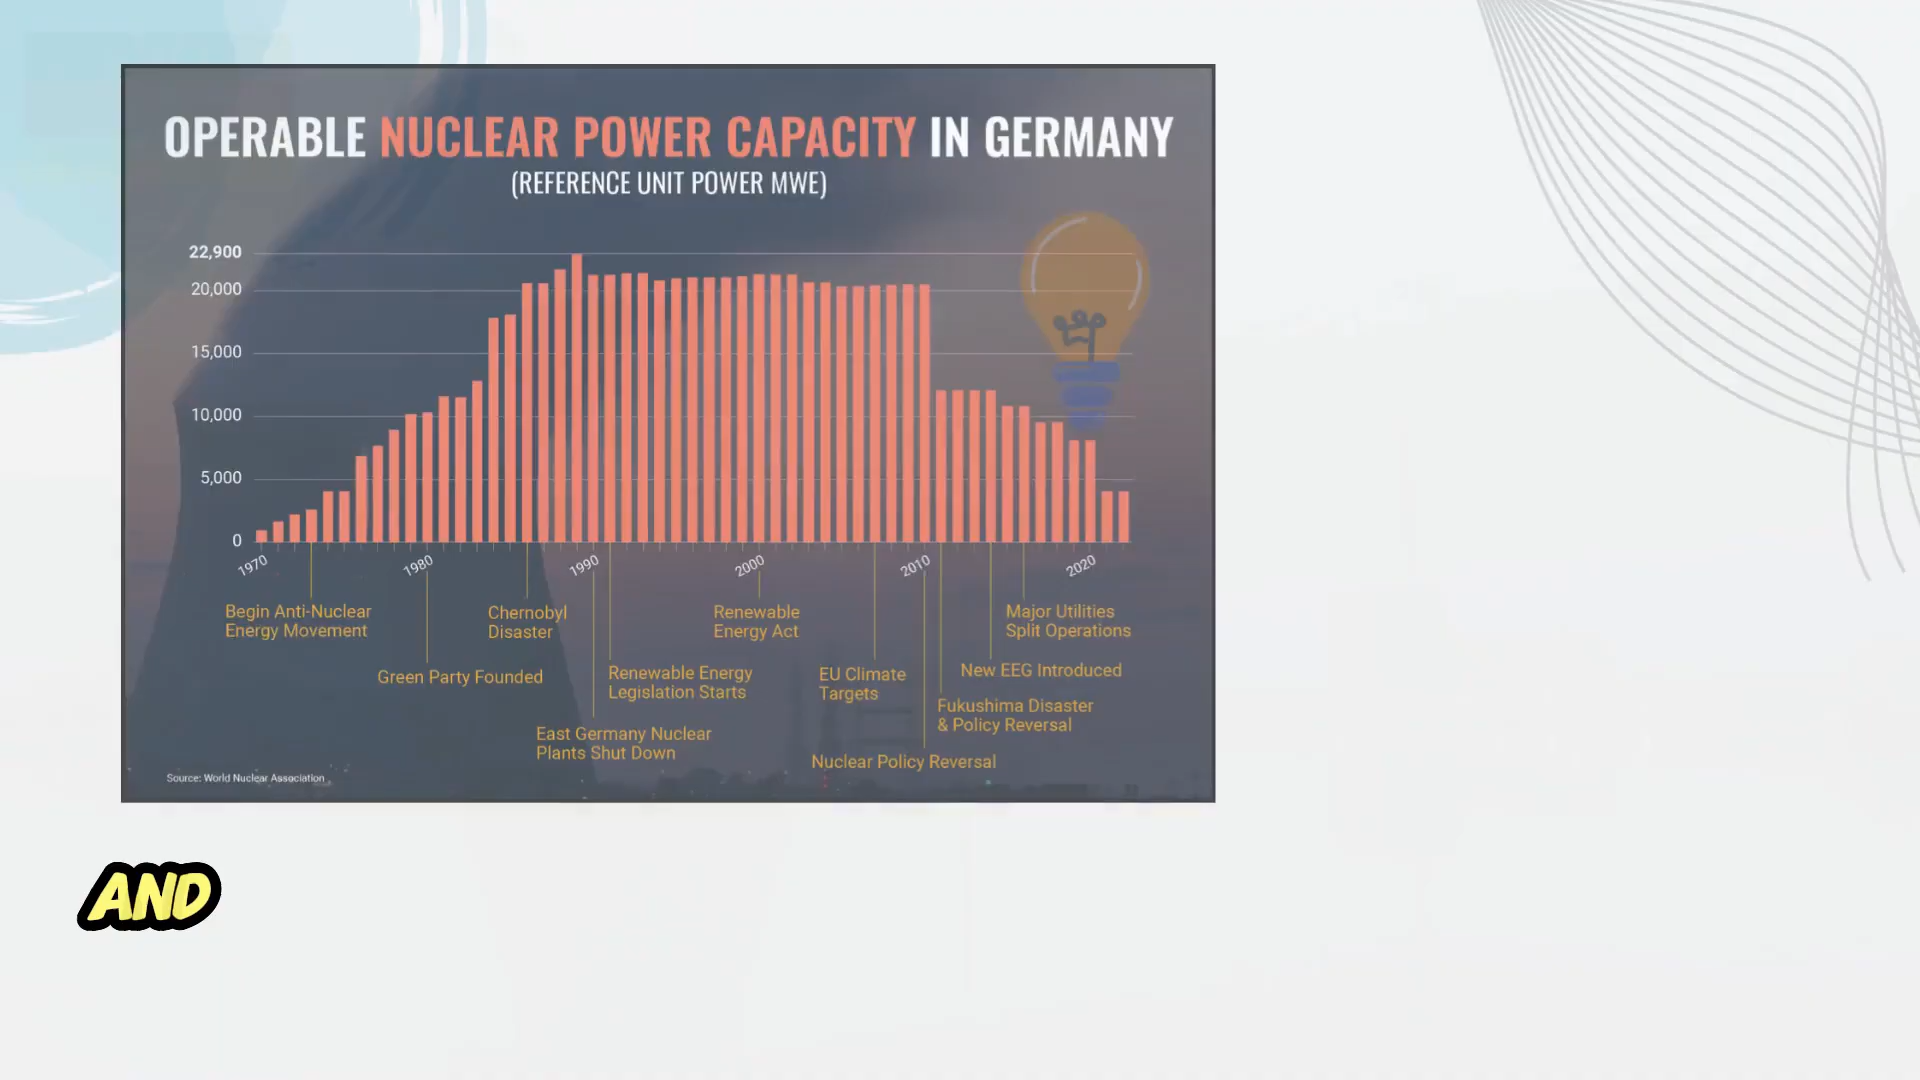 OPERABLE NUCLEAR POWER CAPACITY IN GERMANY
(REFERENCE UNIT POWER MWE)
22,900
20,000
15,000
10,000
5,000
0
1970
1980
1990
2000
2010
2020
Begin Anti-Nuclear
Energy Movement
Green Party Founded
Chernobyl
Disaster
East Germany Nuclear
Plants Shut Down
Renewable Energy
Legislation Starts
Renewable
Energy Act
EU Climate
Targets
Nuclear Policy Reversal
Fukushima Disaster
& Policy Reversal
New EEG Introduced
Major Utilities
Split Operations
Source: World Nuclear Association
AND